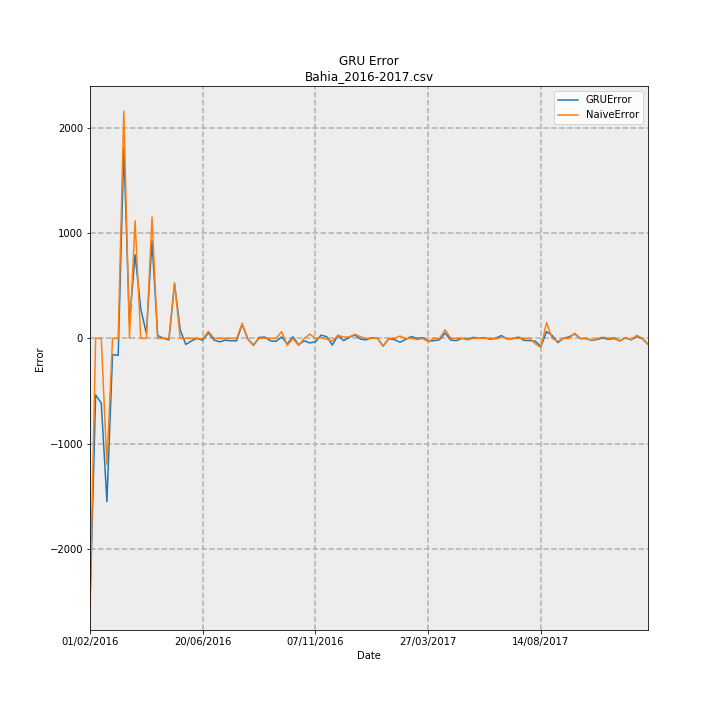 GRU Error
Bahia_2016-2017.csv
GRUError
NaiveError
2000
1000
0
−1000
−2000
Error
01/02/2016
20/06/2016
07/11/2016
27/03/2017
14/08/2017
Date